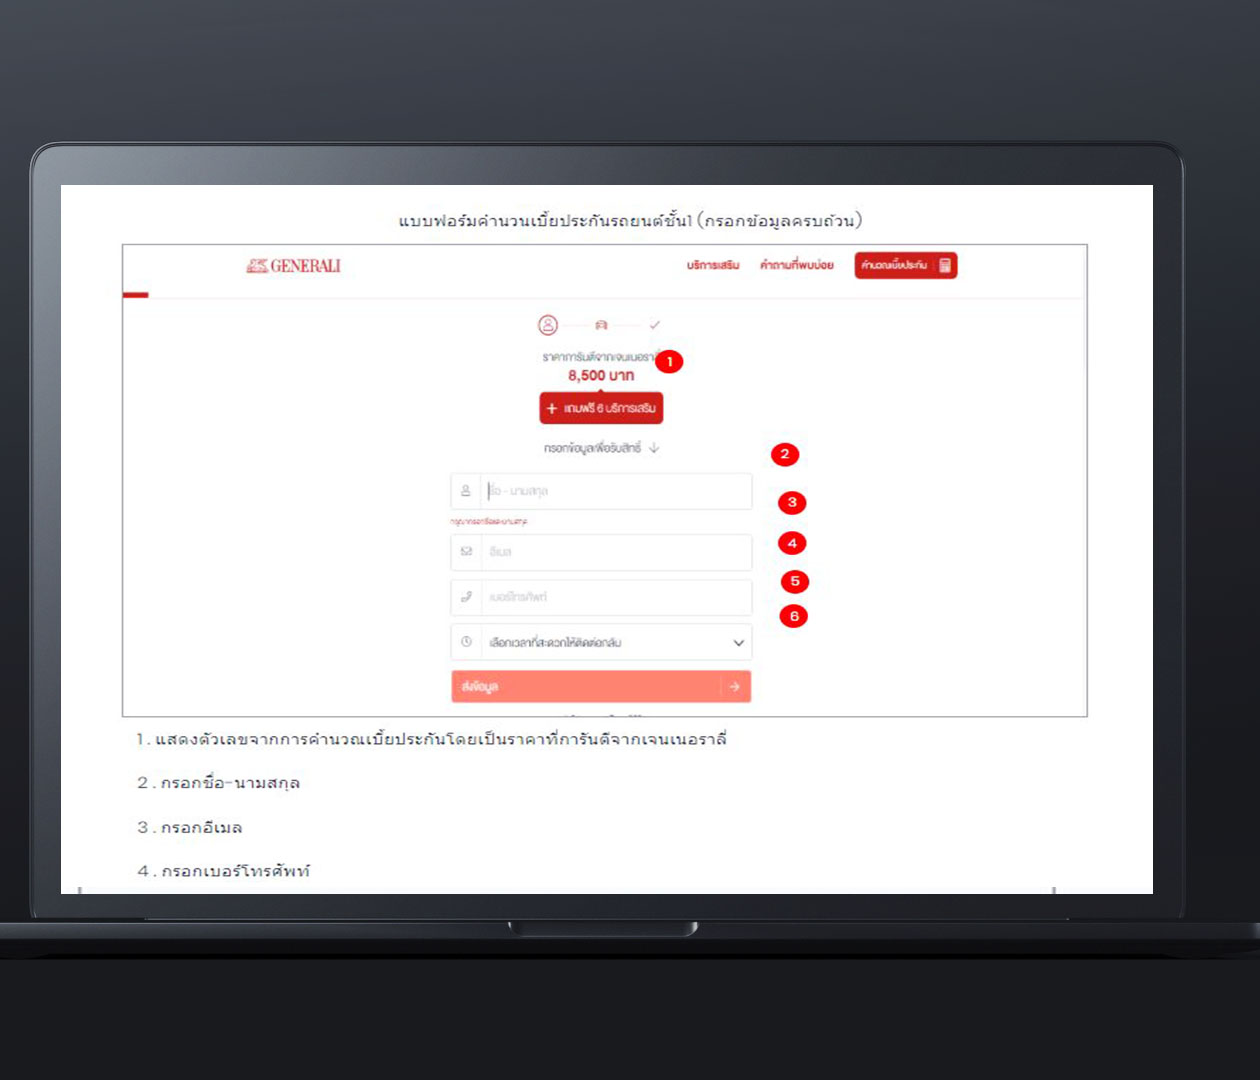 แบบฟอร์มคำนวนเบี้ยประกันรถยนต์ชั้น1 (กรอกข้อมูลครบถ้วน)
GENERALI
บริการเสริม คำถามที่พบบ่อย คำนวณเบี้ยประกัน
ราคาการันตีจากเจนเนอราลี่
1
8,500 บาท
+ แถมฟรี 6 บริการเสริม
กรอกข้อมูลเพื่อรับสิทธิ์
2
ชื่อ - นามสกุล
3
กรุณากรอกชื่อและนามสกุล
4
อีเมล
5
เบอร์โทรศัพท์
6
เลือกเวลาที่สะดวกให้ติดต่อกลับ
ส่งข้อมูล
1. แสดงตัวเลขจากการคำนวณเบี้ยประกันโดยเป็นราคาที่การันตีจากเจนเนอราลี่
2. กรอกชื่อ-นามสกุล
3. กรอกอีเมล
4. กรอกเบอร์โทรศัพท์